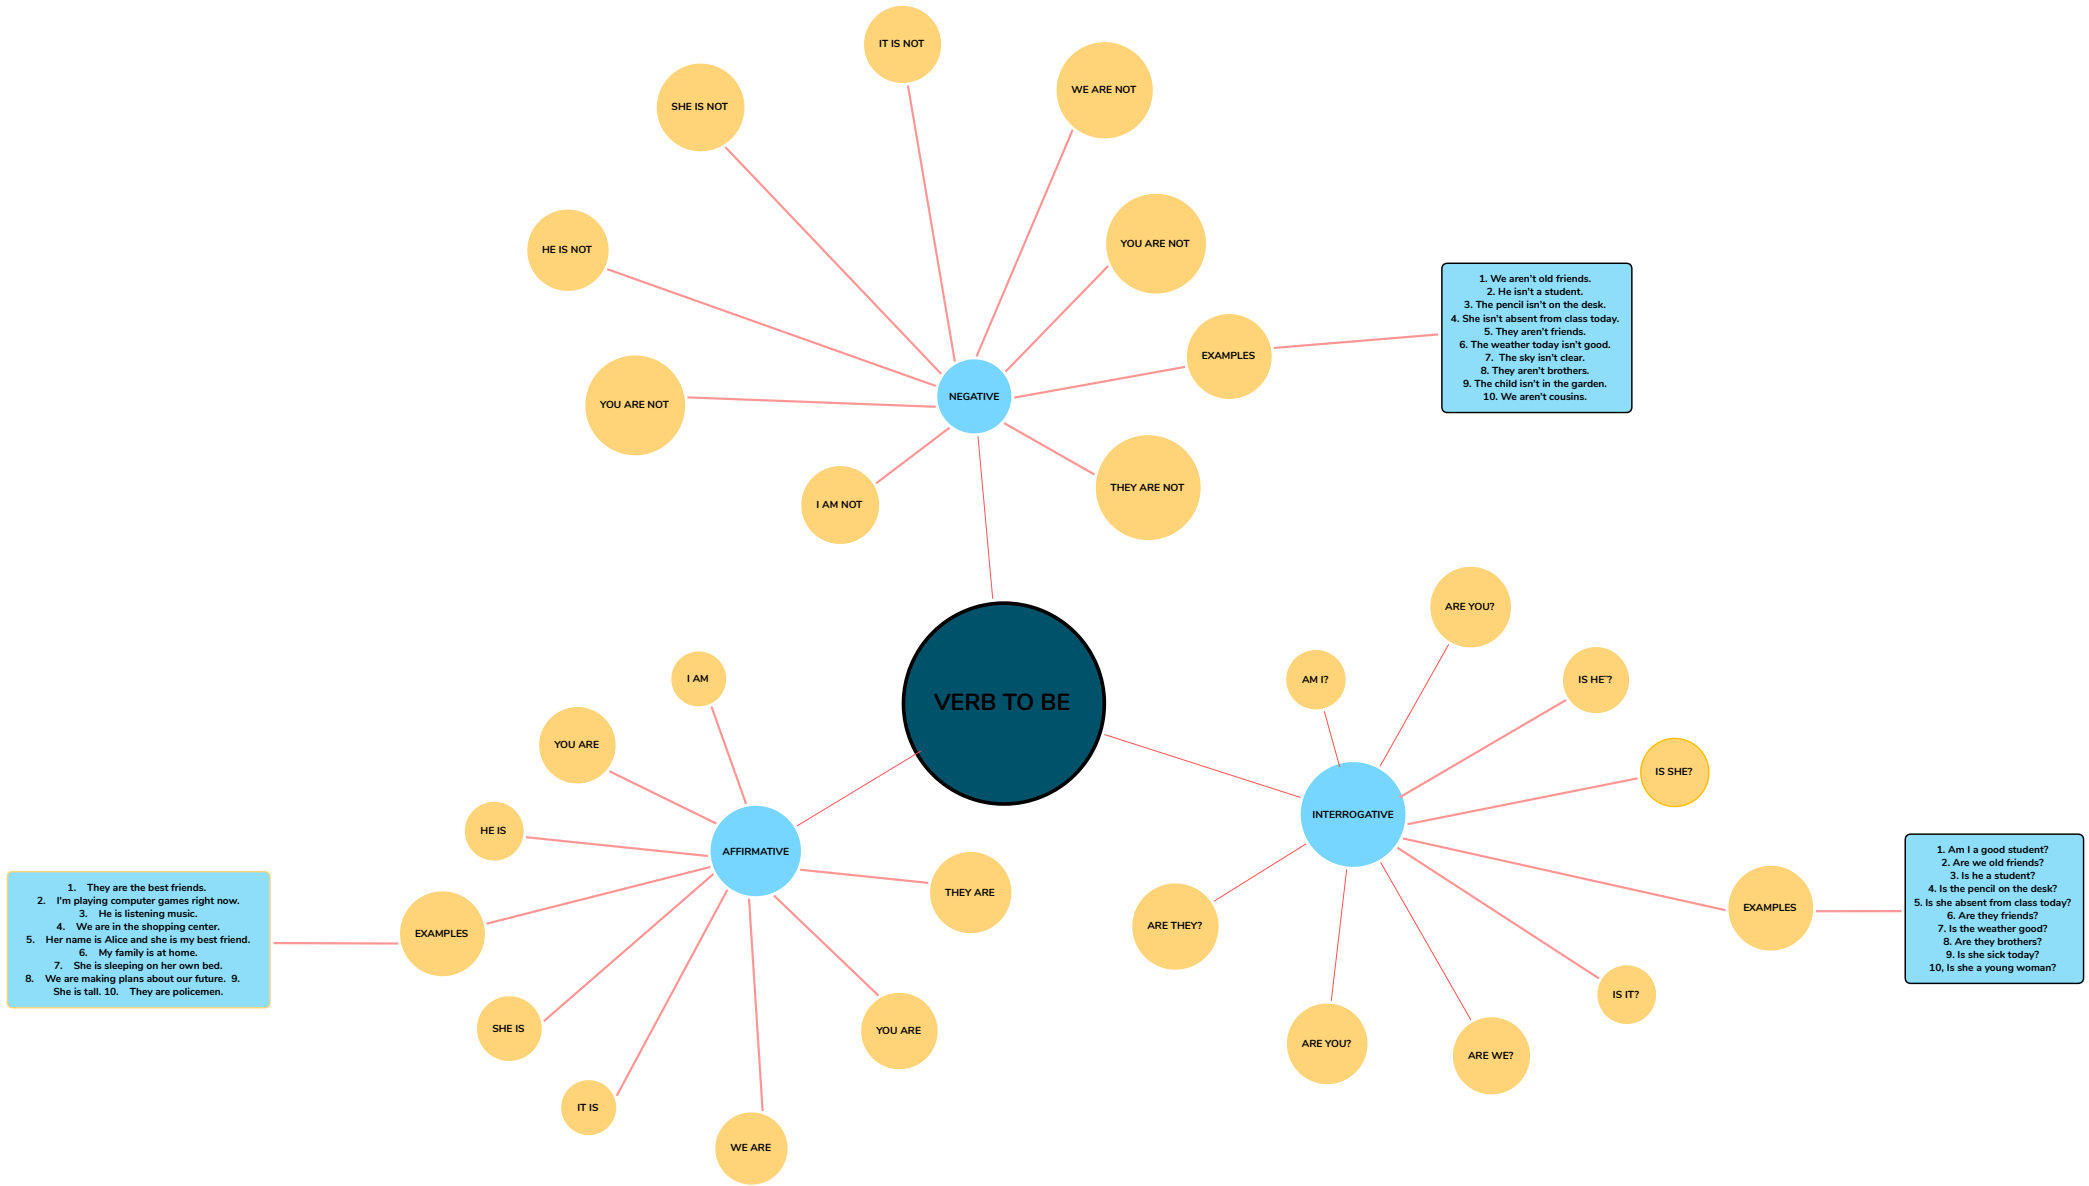 IT IS NOT
WE ARE NOT
SHE IS NOT
YOU ARE NOT
HE IS NOT
EXAMPLES
1. We aren't old friends.
2. He isn't a student.
3. The pencil isn't on the desk.
4. She isn't absent from class today.
5. They aren't friends.
6. The weather today isn't good.
7. The sky isn't clear.
8. They aren't brothers.
9. The child isn't in the garden.
10. We aren't cousins.
NEGATIVE
YOU ARE NOT
THEY ARE NOT
I AM NOT
VERB TO BE
ARE YOU?
AM I?
IS HE'?
IS SHE?
INTERROGATIVE
EXAMPLES
1. Am I a good student?
2. Are we old friends?
3. Is he a student?
4. Is the pencil on the desk?
5. Is she absent from class today?
6. Are they friends?
7. Is the weather good?
8. Are they brothers?
9. Is she sick today?
10, Is she a young woman?
ARE THEY?
IS IT?
ARE YOU?
ARE WE?
I AM
YOU ARE
HE IS
AFFIRMATIVE
THEY ARE
EXAMPLES
1. They are the best friends.
2. I'm playing computer games right now.
3. He is listening music.
4. We are in the shopping center.
5. Her name is Alice and she is my best friend.
6. My family is at home.
7. She is sleeping on her own bed.
8. We are making plans about our future. 9.
She is tall. 10. They are policemen.
SHE IS
YOU ARE
IT IS
WE ARE